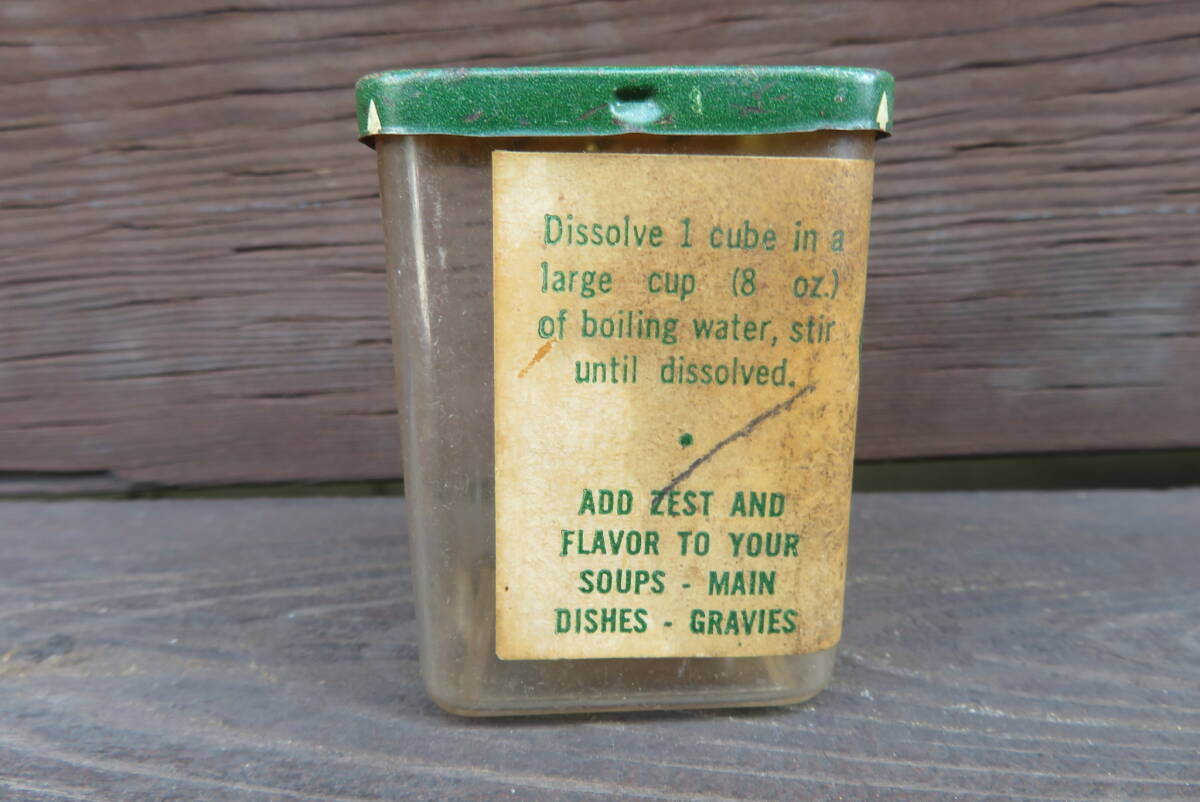 Dissolve 1 cube in a
large cup (8 oz.)
of boiling water, stir
until dissolved.
ADD ZEST AND
FLAVOR TO YOUR
SOUPS - MAIN
DISHES - GRAVIES